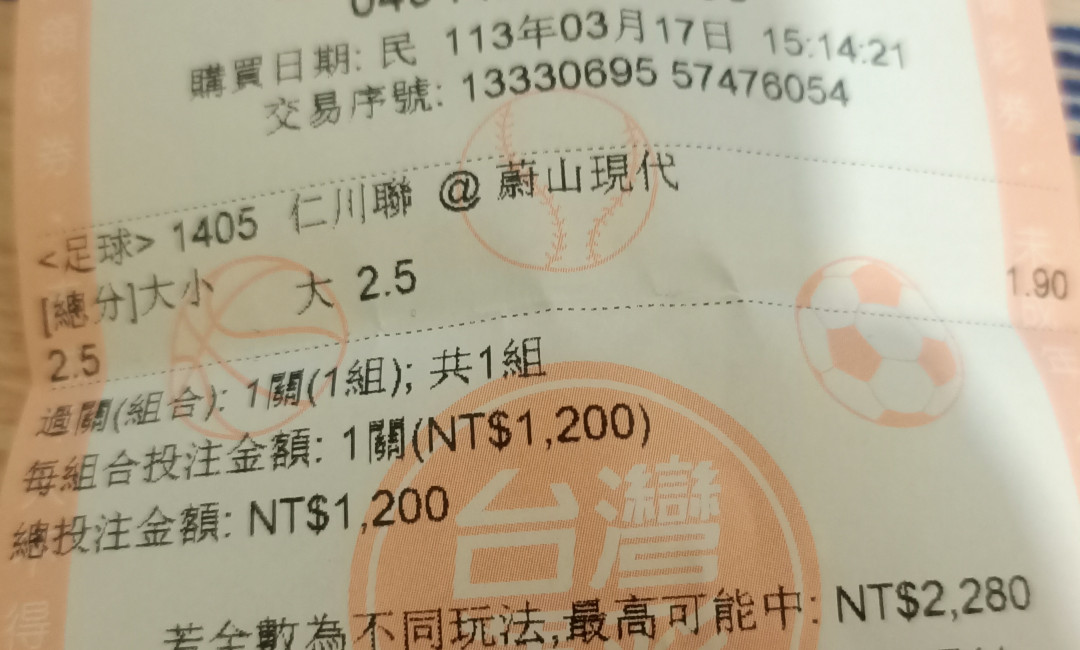 購買日期: 民 113年03月17日 15:14:21
交易序號: 13330695 57476054
<足球> 1405 仁川聯 @ 蔚山現代
[總分]大小 大 2.5 1.90
2.5
過關(組合): 1關(1組); 共1組
每組合投注金額: 1關(NT$1,200)
總投注金額: NT$1,200
台灣
若全數為不同玩法,最高可能中: NT$2,280